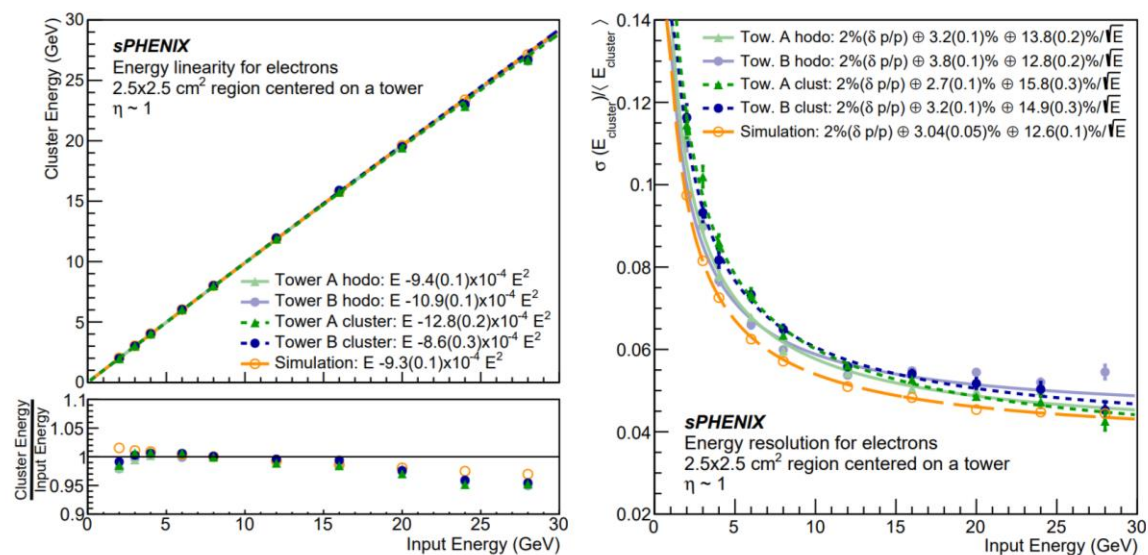 Cluster Energy (GeV)
30
25
20
15
10
5
0
sPHENIX
Energy linearity for electrons
2.5x2.5 cm² region centered on a tower
η ~ 1
Tower A hodo: E -9.4(0.1)x10⁻⁴ E²
Tower B hodo: E -10.9(0.1)x10⁻⁴ E²
Tower A cluster: E -12.8(0.2)x10⁻⁴ E²
Tower B cluster: E -8.6(0.3)x10⁻⁴ E²
Simulation: E -9.3(0.1)x10⁻⁴ E²
Cluster Energy
Input Energy
1.1
1.05
1
0.95
0.9
0 5 10 15 20 25 30
Input Energy (GeV)
σ (E_cluster)/⟨ E_cluster ⟩
0.14
0.12
0.1
0.08
0.06
0.04
0.02
Tow. A hodo: 2%(δ p/p) ⊕ 3.2(0.1)% ⊕ 13.8(0.2)%/√E
Tow. B hodo: 2%(δ p/p) ⊕ 3.8(0.1)% ⊕ 12.8(0.2)%/√E
Tow. A clust: 2%(δ p/p) ⊕ 2.7(0.1)% ⊕ 15.8(0.3)%/√E
Tow. B clust: 2%(δ p/p) ⊕ 3.2(0.1)% ⊕ 14.9(0.3)%/√E
Simulation: 2%(δ p/p) ⊕ 3.04(0.05)% ⊕ 12.6(0.1)%/√E
sPHENIX
Energy resolution for electrons
2.5x2.5 cm² region centered on a tower
η ~ 1
0 5 10 15 20 25 30
Input Energy (GeV)